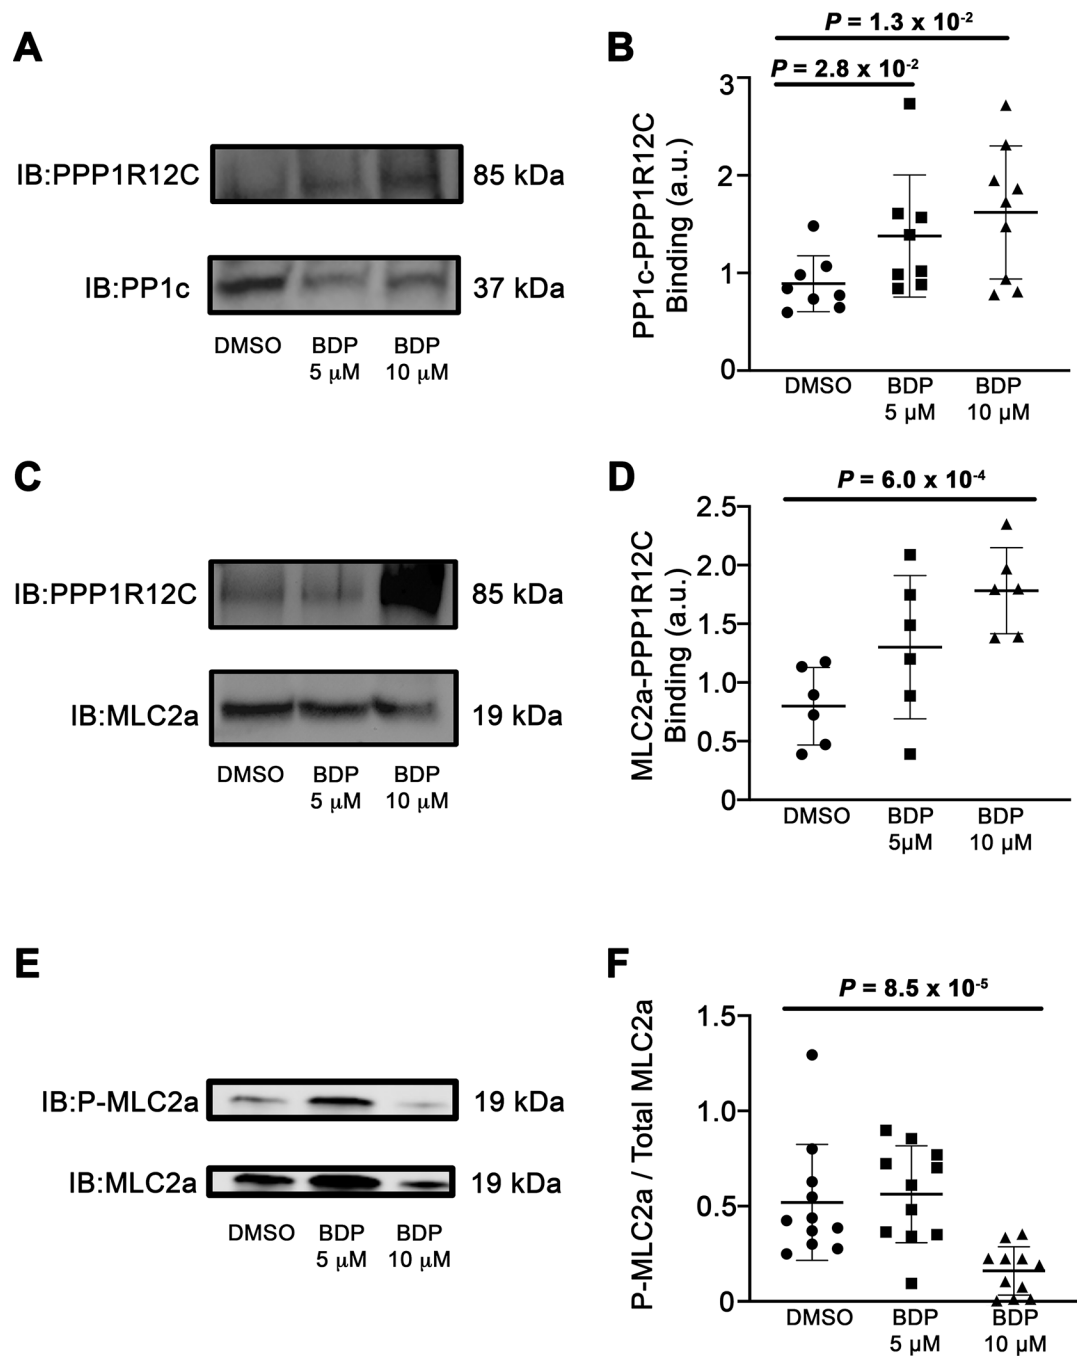 A
IB:PPP1R12C
85 kDa
IB:PP1c
37 kDa
DMSO
BDP
5 μM
BDP
10 μM
B
P = 1.3 x 10⁻²
P = 2.8 x 10⁻²
PP1c-PPP1R12C
Binding (a.u.)
3
2
1
0
DMSO
BDP
5 µM
BDP
10 µM
C
IB:PPP1R12C
85 kDa
IB:MLC2a
19 kDa
DMSO
BDP
5 μM
BDP
10 μM
D
P = 6.0 x 10⁻⁴
MLC2a-PPP1R12C
Binding (a.u.)
2.5
2.0
1.5
1.0
0.5
0
DMSO
BDP
5µM
BDP
10 µM
E
IB:P-MLC2a
19 kDa
IB:MLC2a
19 kDa
DMSO
BDP
5 µM
BDP
10 µM
F
P = 8.5 x 10⁻⁵
P-MLC2a / Total MLC2a
1.5
1.0
0.5
0
DMSO
BDP
5 µM
BDP
10 µM